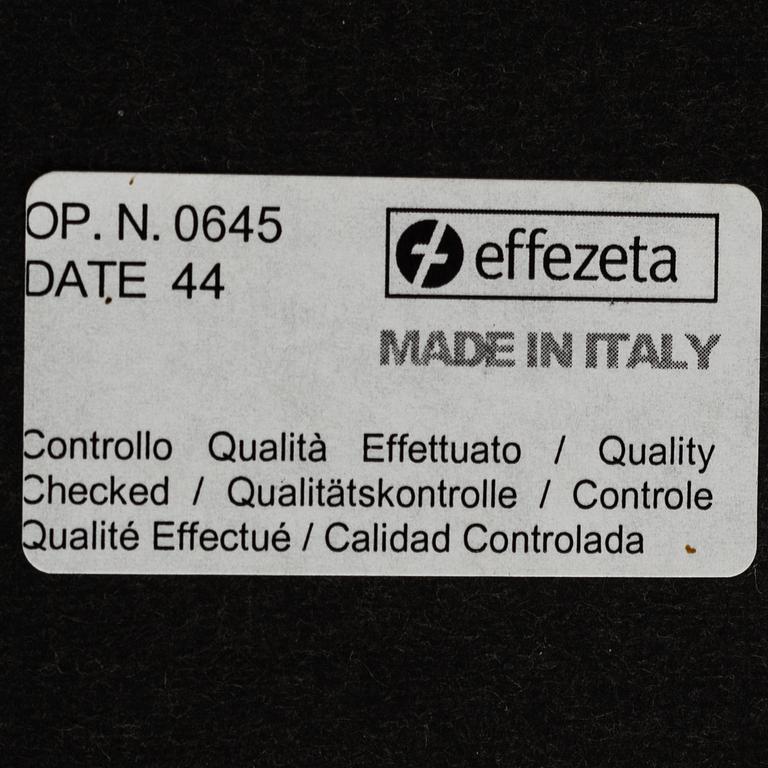 OP. N. 0645
DATE 44
effezeta
MADE IN ITALY
Controllo Qualità Effettuato / Quality
Checked / Qualitätskontrolle / Controle
Qualité Effectué / Calidad Controlada